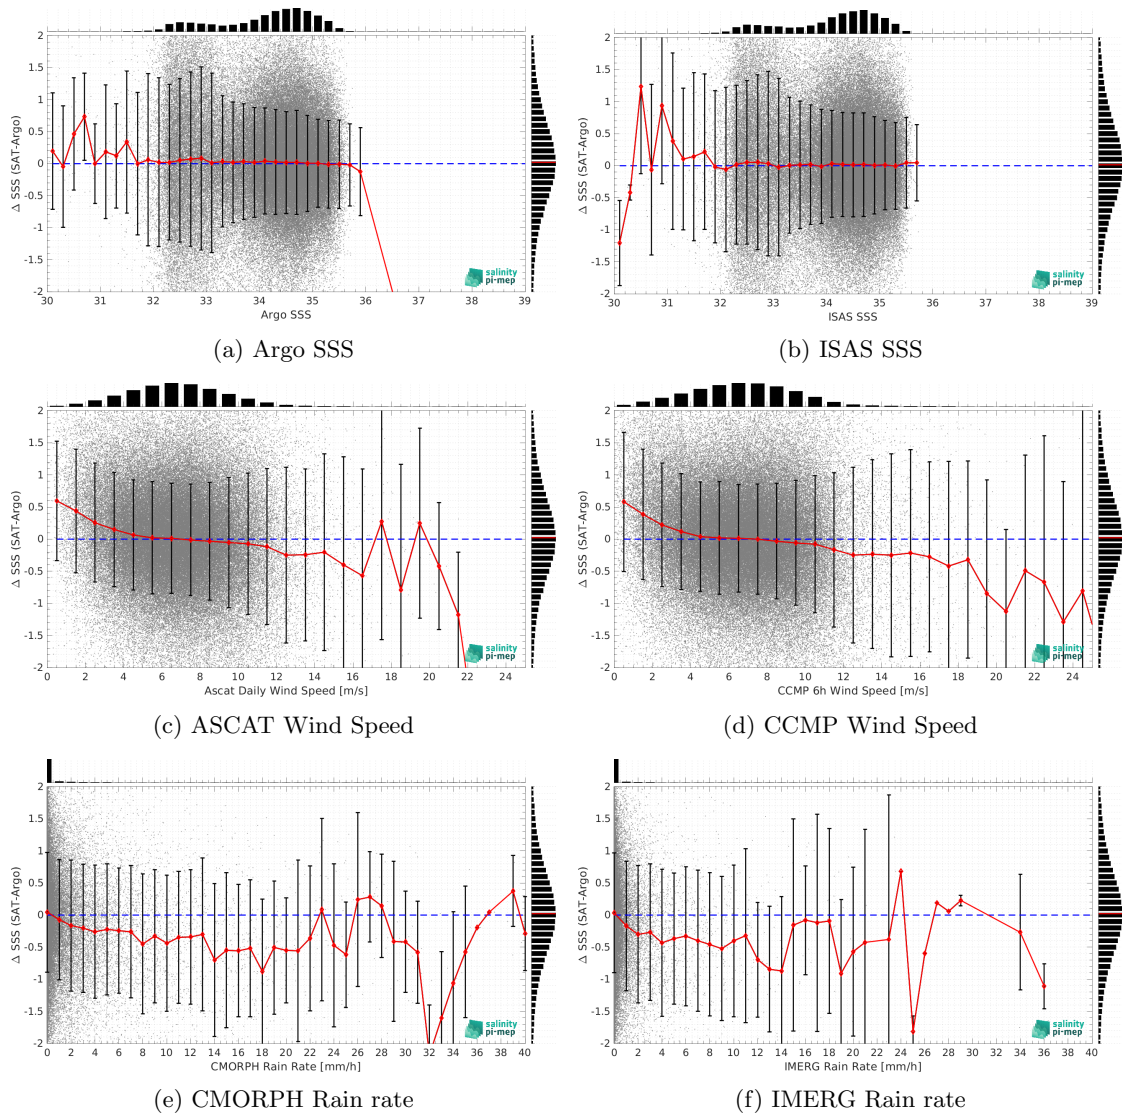 2
1.5
1
0.5
0
-0.5
-1
-1.5
-2
Δ SSS (SAT-Argo)
30 31 32 33 34 35 36 37 38 39
Argo SSS
salinity
pi-mep
(a) Argo SSS
2
1.5
1
0.5
0
-0.5
-1
-1.5
-2
Δ SSS (SAT-Argo)
30 31 32 33 34 35 36 37 38 39
ISAS SSS
salinity
pi-mep
(b) ISAS SSS
2
1.5
1
0.5
0
-0.5
-1
-1.5
-2
Δ SSS (SAT-Argo)
0 2 4 6 8 10 12 14 16 18 20 22 24
Ascat Daily Wind Speed [m/s]
salinity
pi-mep
(c) ASCAT Wind Speed
2
1.5
1
0.5
0
-0.5
-1
-1.5
-2
Δ SSS (SAT-Argo)
0 2 4 6 8 10 12 14 16 18 20 22 24
CCMP 6h Wind Speed [m/s]
salinity
pi-mep
(d) CCMP Wind Speed
2
1.5
1
0.5
0
-0.5
-1
-1.5
-2
Δ SSS (SAT-Argo)
0 2 4 6 8 10 12 14 16 18 20 22 24 26 28 30 32 34 36 38 40
CMORPH Rain Rate [mm/h]
salinity
pi-mep
(e) CMORPH Rain rate
2
1.5
1
0.5
0
-0.5
-1
-1.5
-2
Δ SSS (SAT-Argo)
0 2 4 6 8 10 12 14 16 18 20 22 24 26 28 30 32 34 36 38 40
IMERG Rain Rate [mm/h]
salinity
pi-mep
(f) IMERG Rain rate